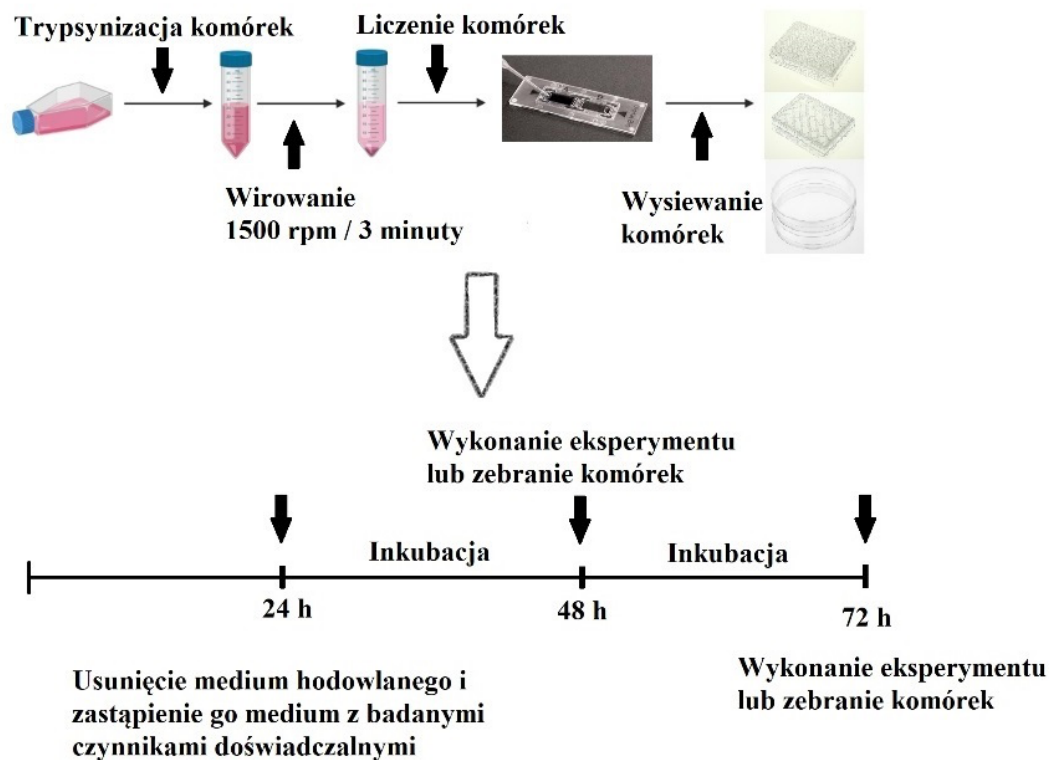 Trypsynizacja komórek
Liczenie komórek
Wirowanie
1500 rpm / 3 minuty
Wysiewanie
komórek
Wykonanie eksperymentu
lub zebranie komórek
Inkubacja
Inkubacja
24 h
48 h
72 h
Usunięcie medium hodowlanego i
zastąpienie go medium z badanymi
czynnikami doświadczalnymi
Wykonanie eksperymentu
lub zebranie komórek